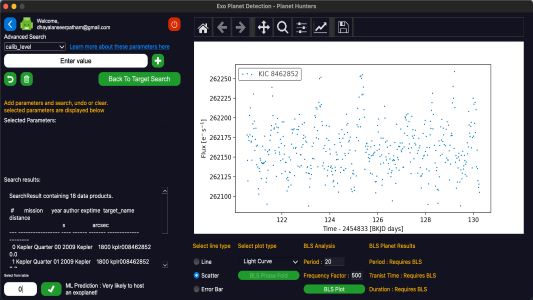 Exo Planet Detection - Planet Hunters
Welcome,
dhayalaneerpatham@gmail.com
Advanced Search
calib_level
Learn more about these parameters here
Enter value
Back To Target Search
Add parameters and search, undo or clear.
selected parameters are displayed below
Selected Parameters:
Search results:
SearchResult containing 18 data products.
# mission year author exptime target_name
distance
s arcsec
0 Kepler Quarter 00 2009 Kepler 1800 kplr008462852
0.0
1 Kepler Quarter 01 2009 Kepler 1800 kplr008462852
Select from table
0
ML Prediction : Very likely to host
an exoplanet!
KIC 8462852
Flux [e⁻ s⁻¹]
262250
262225
262200
262175
262150
262125
262100
122 124 126 128 130
Time - 2454833 [BKJD days]
Select line type
Line
Scatter
Error Bar
Select plot type
Light Curve
BLS Phase Fold
BLS Analysis
Period : 20
Frequency Factor : 500
BLS Plot
BLS Planet Results
Period : Requires BLS
Tranist Time : Requires BLS
Duration : Requires BLS